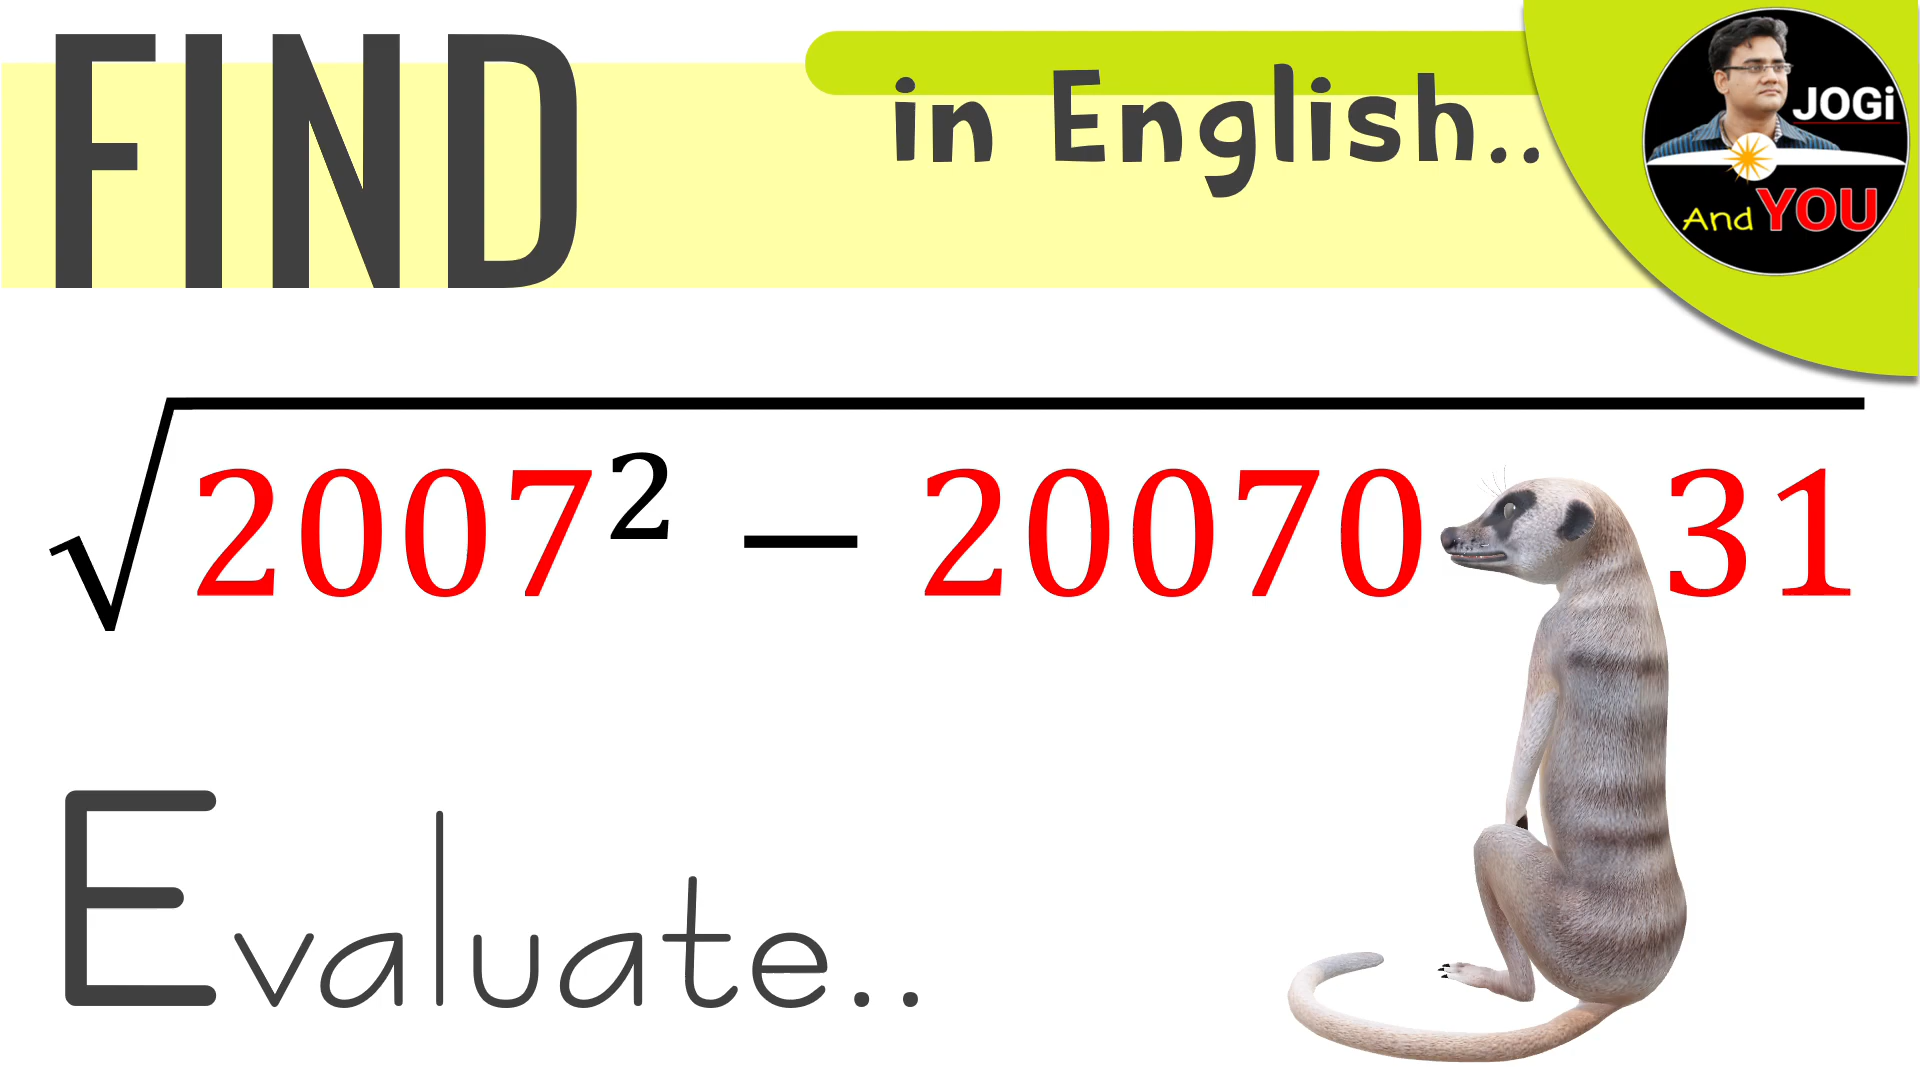 FIND
in English..
JOGi
And YOU
√2007² − 20070 31
Evaluate..